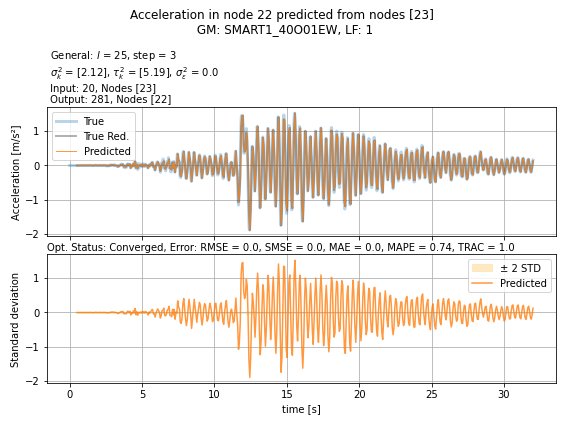 Acceleration in node 22 predicted from nodes [23]
GM: SMART1_40O01EW, LF: 1
General: l = 25, step = 3
σ²ₖ = [2.12], τ²ₖ = [5.19], σ²ε = 0.0
Input: 20, Nodes [23]
Output: 281, Nodes [22]
True
True Red.
Predicted
Acceleration [m/s²]
1
0
−1
−2
Opt. Status: Converged, Error: RMSE = 0.0, SMSE = 0.0, MAE = 0.0, MAPE = 0.74, TRAC = 1.0
± 2 STD
Predicted
Standard deviation
1
0
−1
−2
0 5 10 15 20 25 30
time [s]